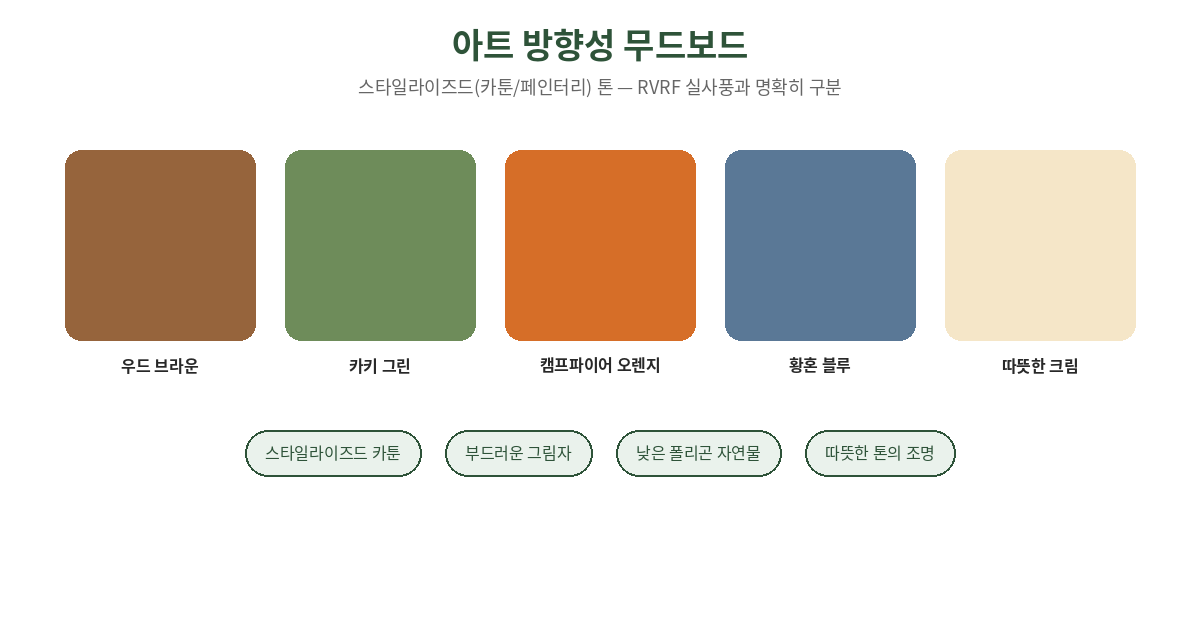 아트 방향성 무드보드
스타일라이즈드(카툰/페인터리) 톤 — RVRF 실사풍과 명확히 구분
우드 브라운
카키 그린
캠프파이어 오렌지
황혼 블루
따뜻한 크림
스타일라이즈드 카툰
부드러운 그림자
낮은 폴리곤 자연물
따뜻한 톤의 조명